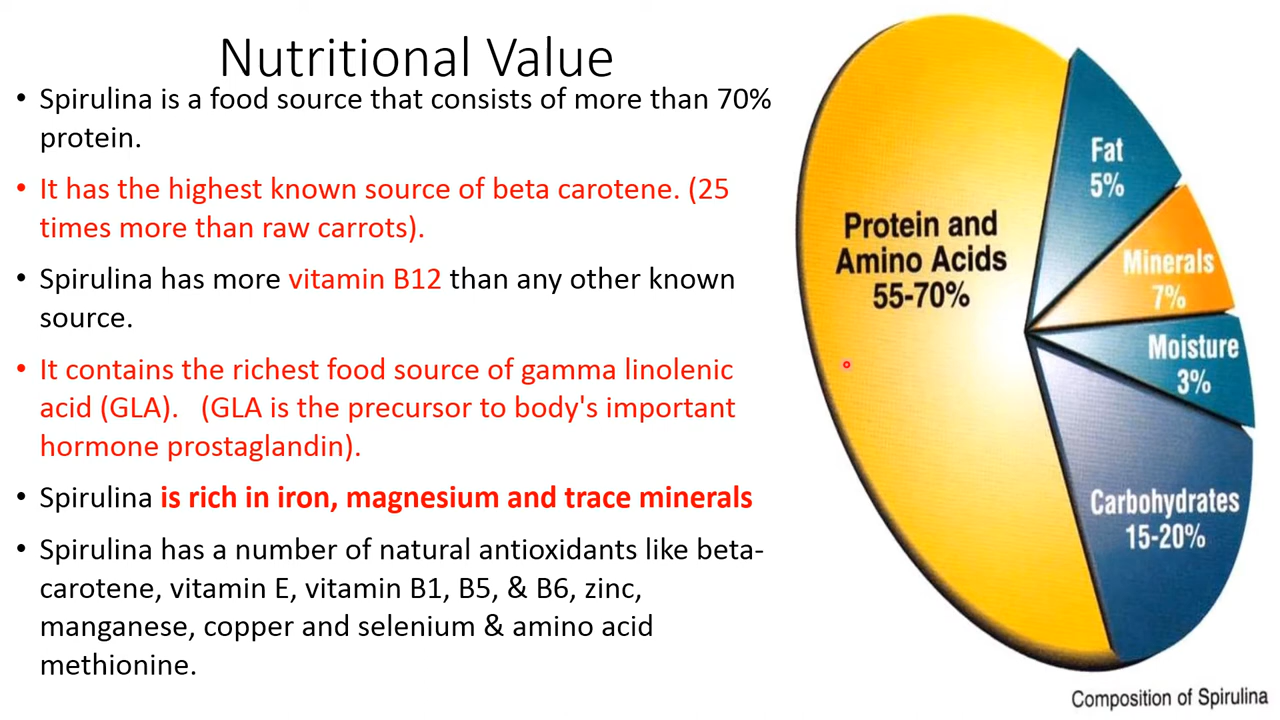 Nutritional Value
• Spirulina is a food source that consists of more than 70%
protein.
• It has the highest known source of beta carotene. (25
times more than raw carrots).
• Spirulina has more vitamin B12 than any other known
source.
• It contains the richest food source of gamma linolenic
acid (GLA).   (GLA is the precursor to body's important
hormone prostaglandin).
• Spirulina is rich in iron, magnesium and trace minerals
• Spirulina has a number of natural antioxidants like beta-
carotene, vitamin E, vitamin B1, B5, & B6, zinc,
manganese, copper and selenium & amino acid
methionine.
Protein and
Amino Acids
55-70%
Fat
5%
Minerals
7%
Moisture
3%
Carbohydrates
15-20%
Composition of Spirulina